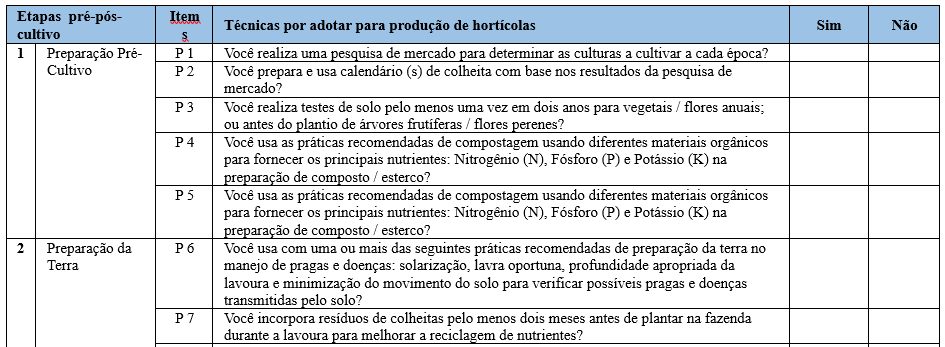 Etapas pré-pós-
cultivo
Item
s
Técnicas por adotar para produção de hortícolas
Sim
Não
1
Preparação Pré-
Cultivo
P 1
Você realiza uma pesquisa de mercado para determinar as culturas a cultivar a cada época?
P 2
Você prepara e usa calendário (s) de colheita com base nos resultados da pesquisa de
mercado?
P 3
Você realiza testes de solo pelo menos uma vez em dois anos para vegetais / flores anuais;
ou antes do plantio de árvores frutíferas / flores perenes?
P 4
Você usa as práticas recomendadas de compostagem usando diferentes materiais orgânicos
para fornecer os principais nutrientes: Nitrogênio (N), Fósforo (P) e Potássio (K) na
preparação de composto / esterco?
P 5
Você usa as práticas recomendadas de compostagem usando diferentes materiais orgânicos
para fornecer os principais nutrientes: Nitrogênio (N), Fósforo (P) e Potássio (K) na
preparação de composto / esterco?
2
Preparação da
Terra
P 6
Você usa com uma ou mais das seguintes práticas recomendadas de preparação da terra no
manejo de pragas e doenças: solarização, lavra oportuna, profundidade apropriada da
lavoura e minimização do movimento do solo para verificar possíveis pragas e doenças
transmitidas pelo solo?
P 7
Você incorpora resíduos de colheitas pelo menos dois meses antes de plantar na fazenda
durante a lavoura para melhorar a reciclagem de nutrientes?